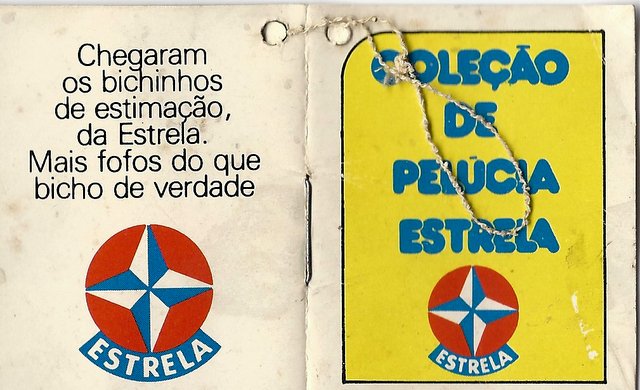 Chegaram
os bichinhos
de estimação,
da Estrela.
Mais fofos do que
bicho de verdade
ESTRELA
COLEÇÃO
DE
PELÚCIA
ESTRELA
ESTRELA